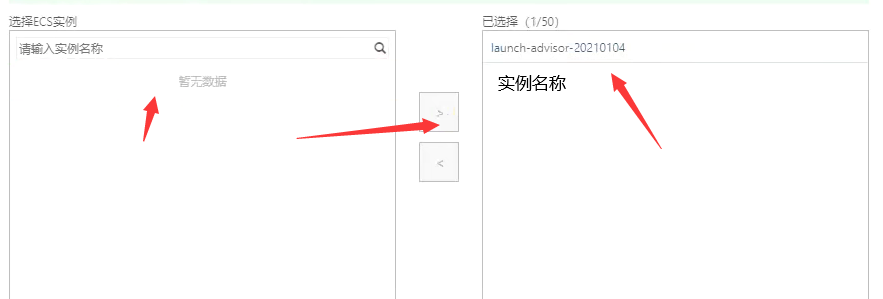 选择ECS实例
请输入实例名称
暂无数据
>
<
已选择（1/50）
launch-advisor-20210104
实例名称